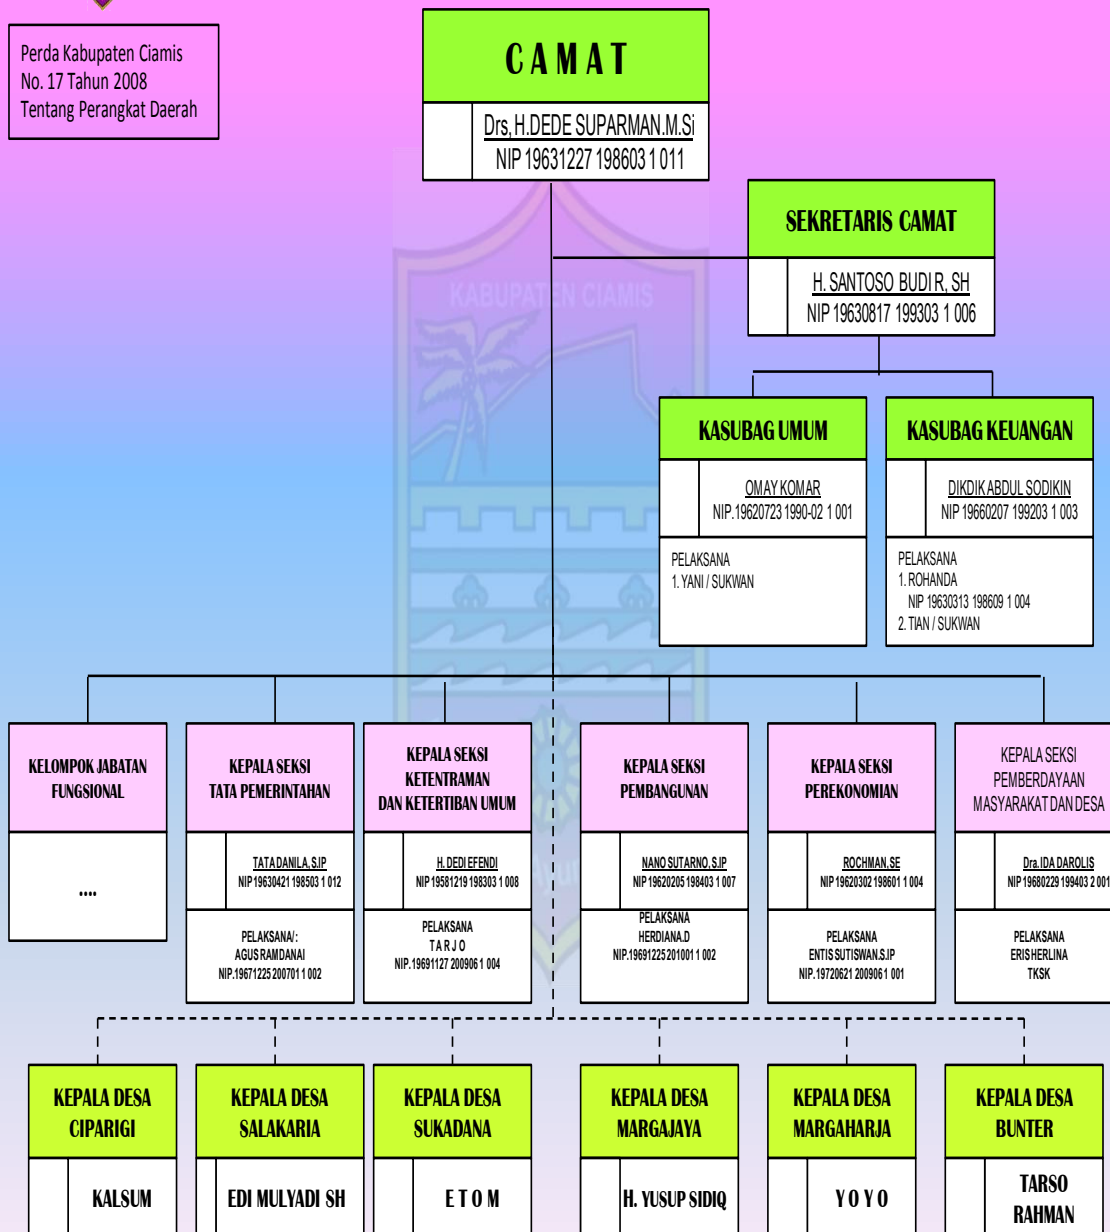 Perda Kabupaten Ciamis
No. 17 Tahun 2008
Tentang Perangkat Daerah
C A M A T
Drs, H.DEDE SUPARMAN.M.Si
NIP 19631227 198603 1 011
SEKRETARIS CAMAT
H. SANTOSO BUDI R, SH
NIP 19630817 199303 1 006
KABUPATEN CIAMIS
KASUBAG UMUM
OMAY KOMAR
NIP. 19620723 1990-02 1 001
PELAKSANA
1. YANI / SUKWAN
KASUBAG KEUANGAN
DIKDIK ABDUL SODIKIN
NIP 19660207 199203 1 003
PELAKSANA
1. ROHANDA
NIP 19630313 198609 1 004
2. TIAN / SUKWAN
KELOMPOK JABATAN
FUNGSIONAL
....
KEPALA SEKSI
TATA PEMERINTAHAN
TATA DANILA, S.IP
NIP 19630421 198503 1 012
PELAKSANA/ :
AGUS RAMDANAI
NIP.19671225 200701 1 002
KEPALA SEKSI
KETENTRAMAN
DAN KETERTIBAN UMUM
H. DEDI EFENDI
NIP 19581219 198303 1 008
PELAKSANA
T A R J O
NIP. 19691127 200906 1 004
KEPALA SEKSI
PEMBANGUNAN
NANO SUTARNO, S.IP
NIP 19620205 198403 1 007
PELAKSANA
HERDIANA.D
NIP.19691225 201001 1 002
KEPALA SEKSI
PEREKONOMIAN
ROCHMAN, SE
NIP 19620302 198601 1 004
PELAKSANA
ENTIS SUTISWAN.S.IP
NIP. 19720621 200906 1 001
KEPALA SEKSI
PEMBERDAYAAN
MASYARAKAT DAN DESA
Dra. IDA DAROLIS
NIP 19680229 199403 2 001
PELAKSANA
ERIS HERLINA
TKSK
KEPALA DESA
CIPARIGI
KALSUM
KEPALA DESA
SALAKARIA
EDI MULYADI SH
KEPALA DESA
SUKADANA
E T O M
KEPALA DESA
MARGAJAYA
H. YUSUP SIDIQ
KEPALA DESA
MARGAHARJA
Y O Y O
KEPALA DESA
BUNTER
TARSO
RAHMAN